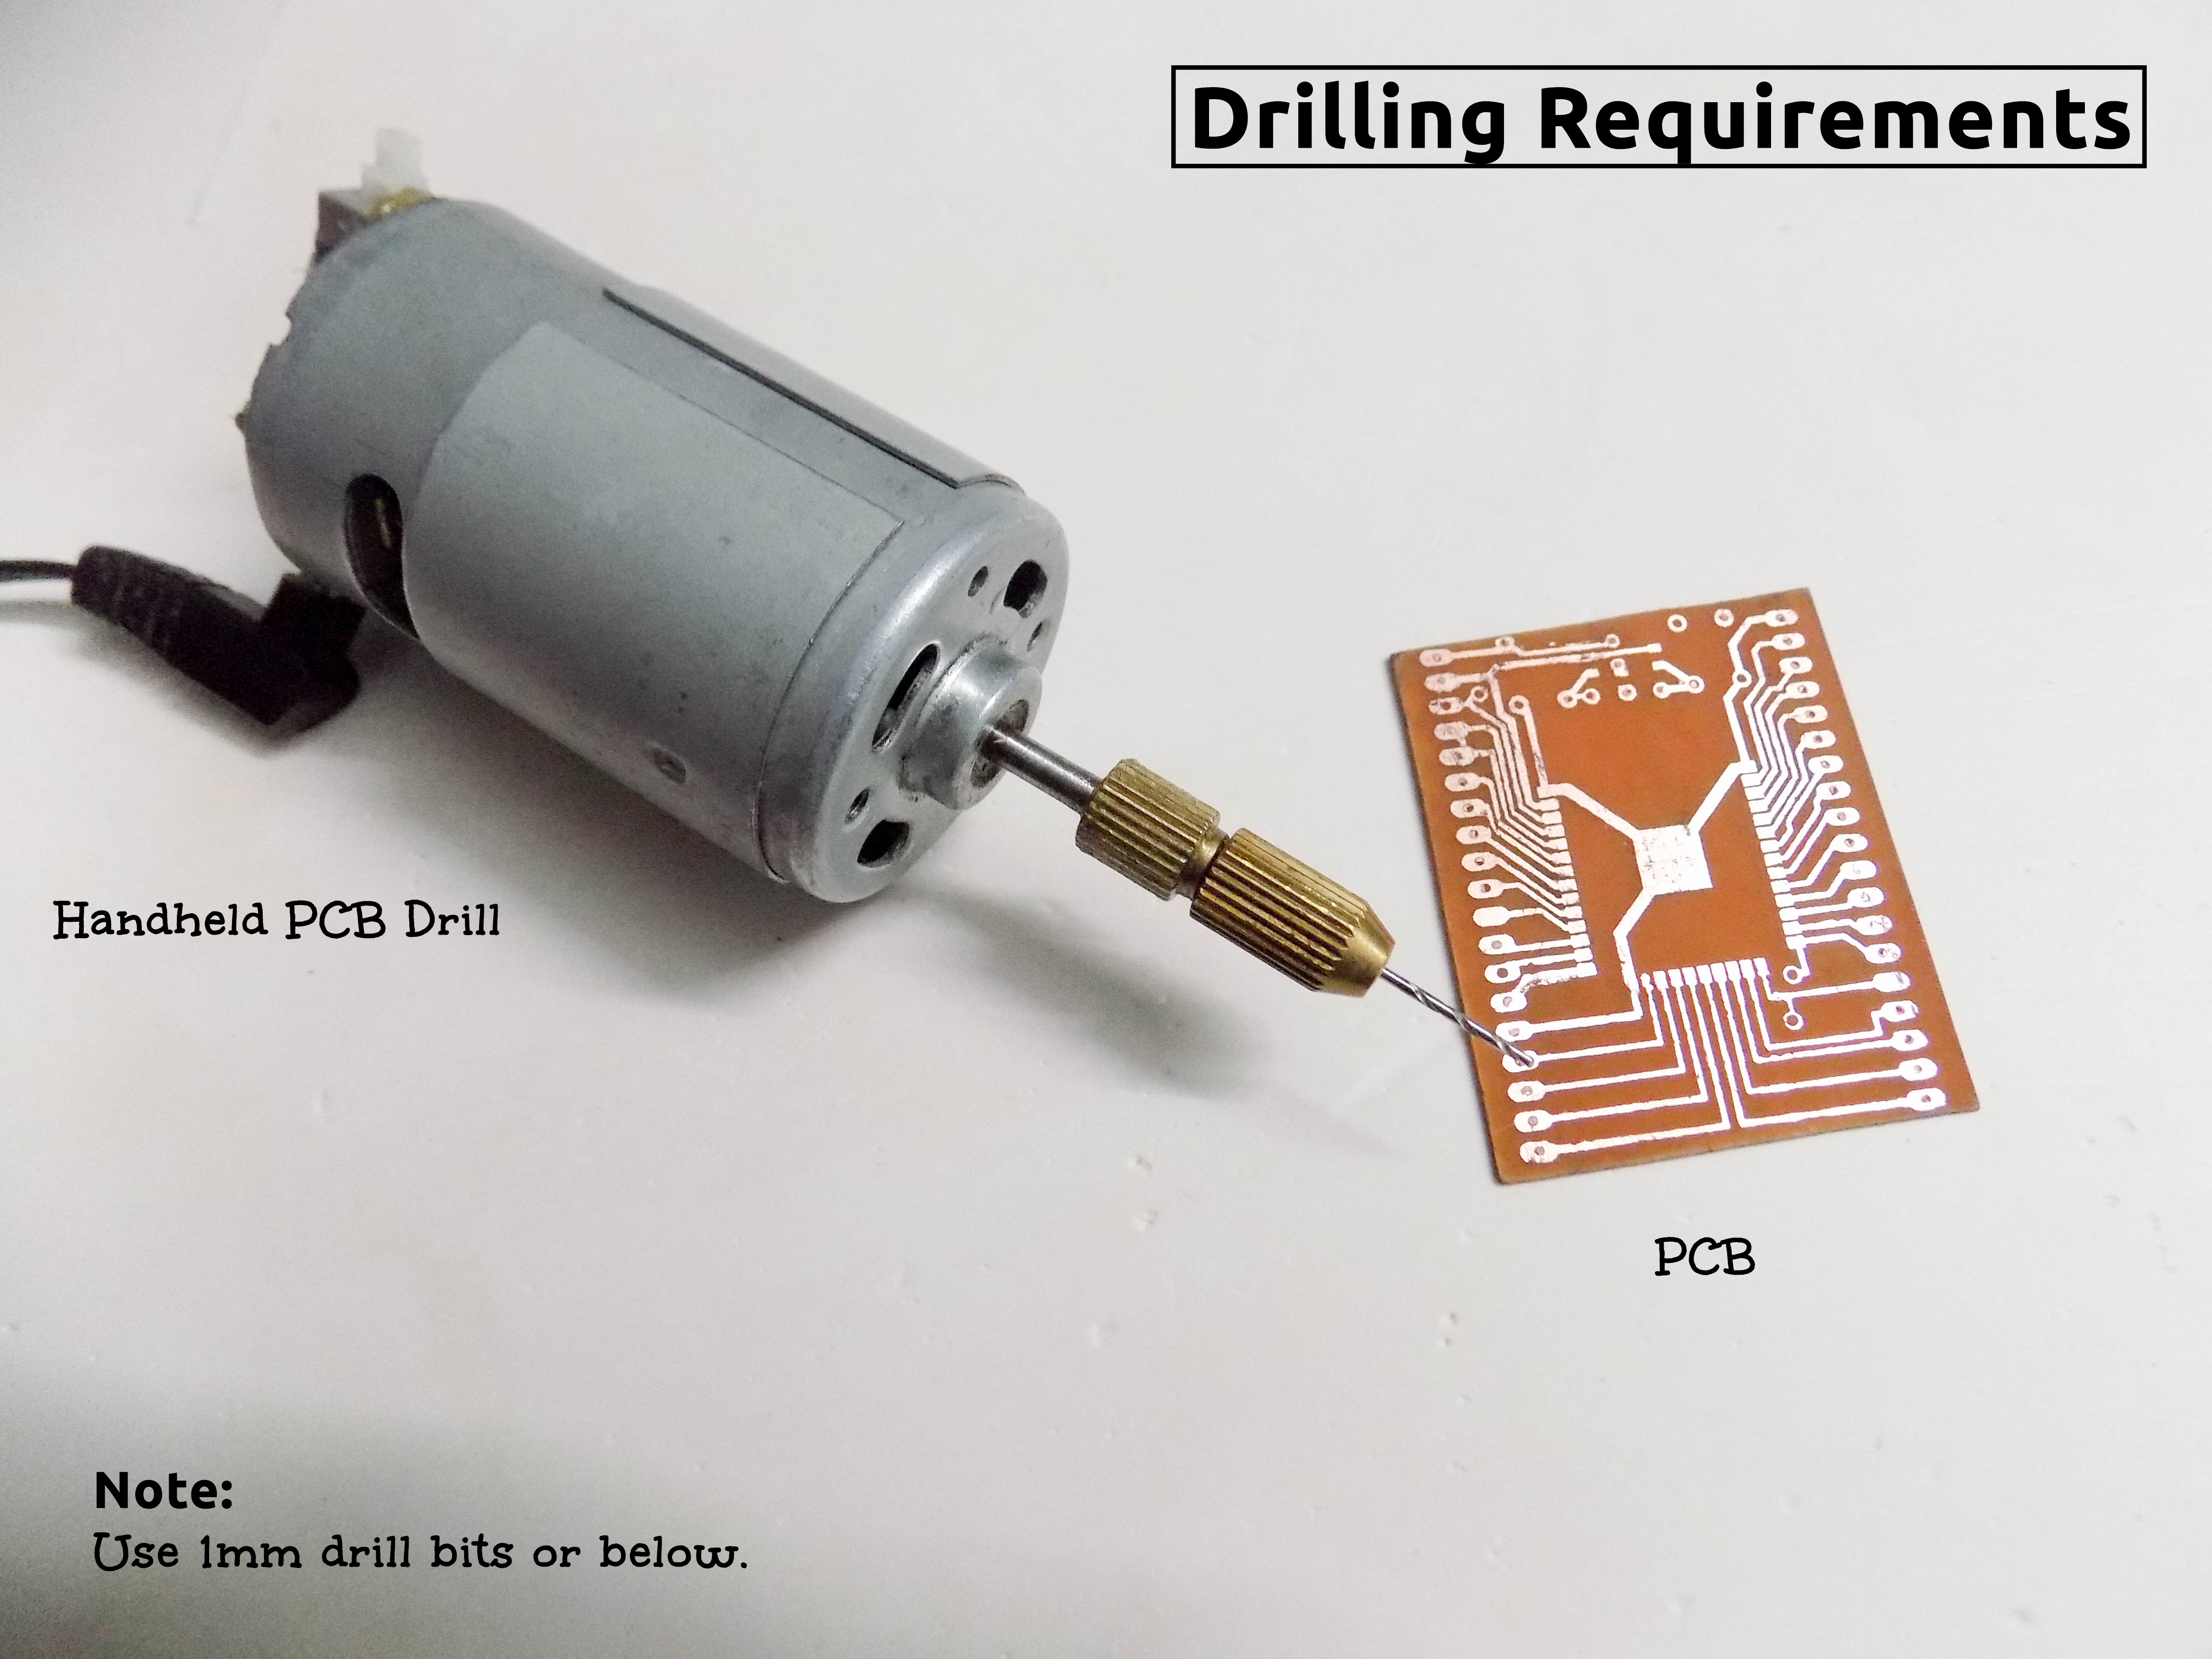 Drilling Requirements
Handheld PCB Drill
PCB
Note:
Use 1mm drill bits or below.